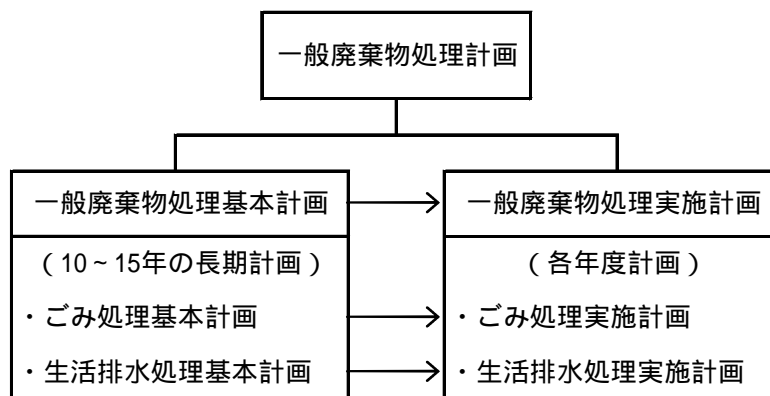 一般廃棄物処理計画
一般廃棄物処理基本計画
(10~15年の長期計画)
・ごみ処理基本計画
・生活排水処理基本計画
一般廃棄物処理実施計画
(各年度計画)
・ごみ処理実施計画
・生活排水処理実施計画